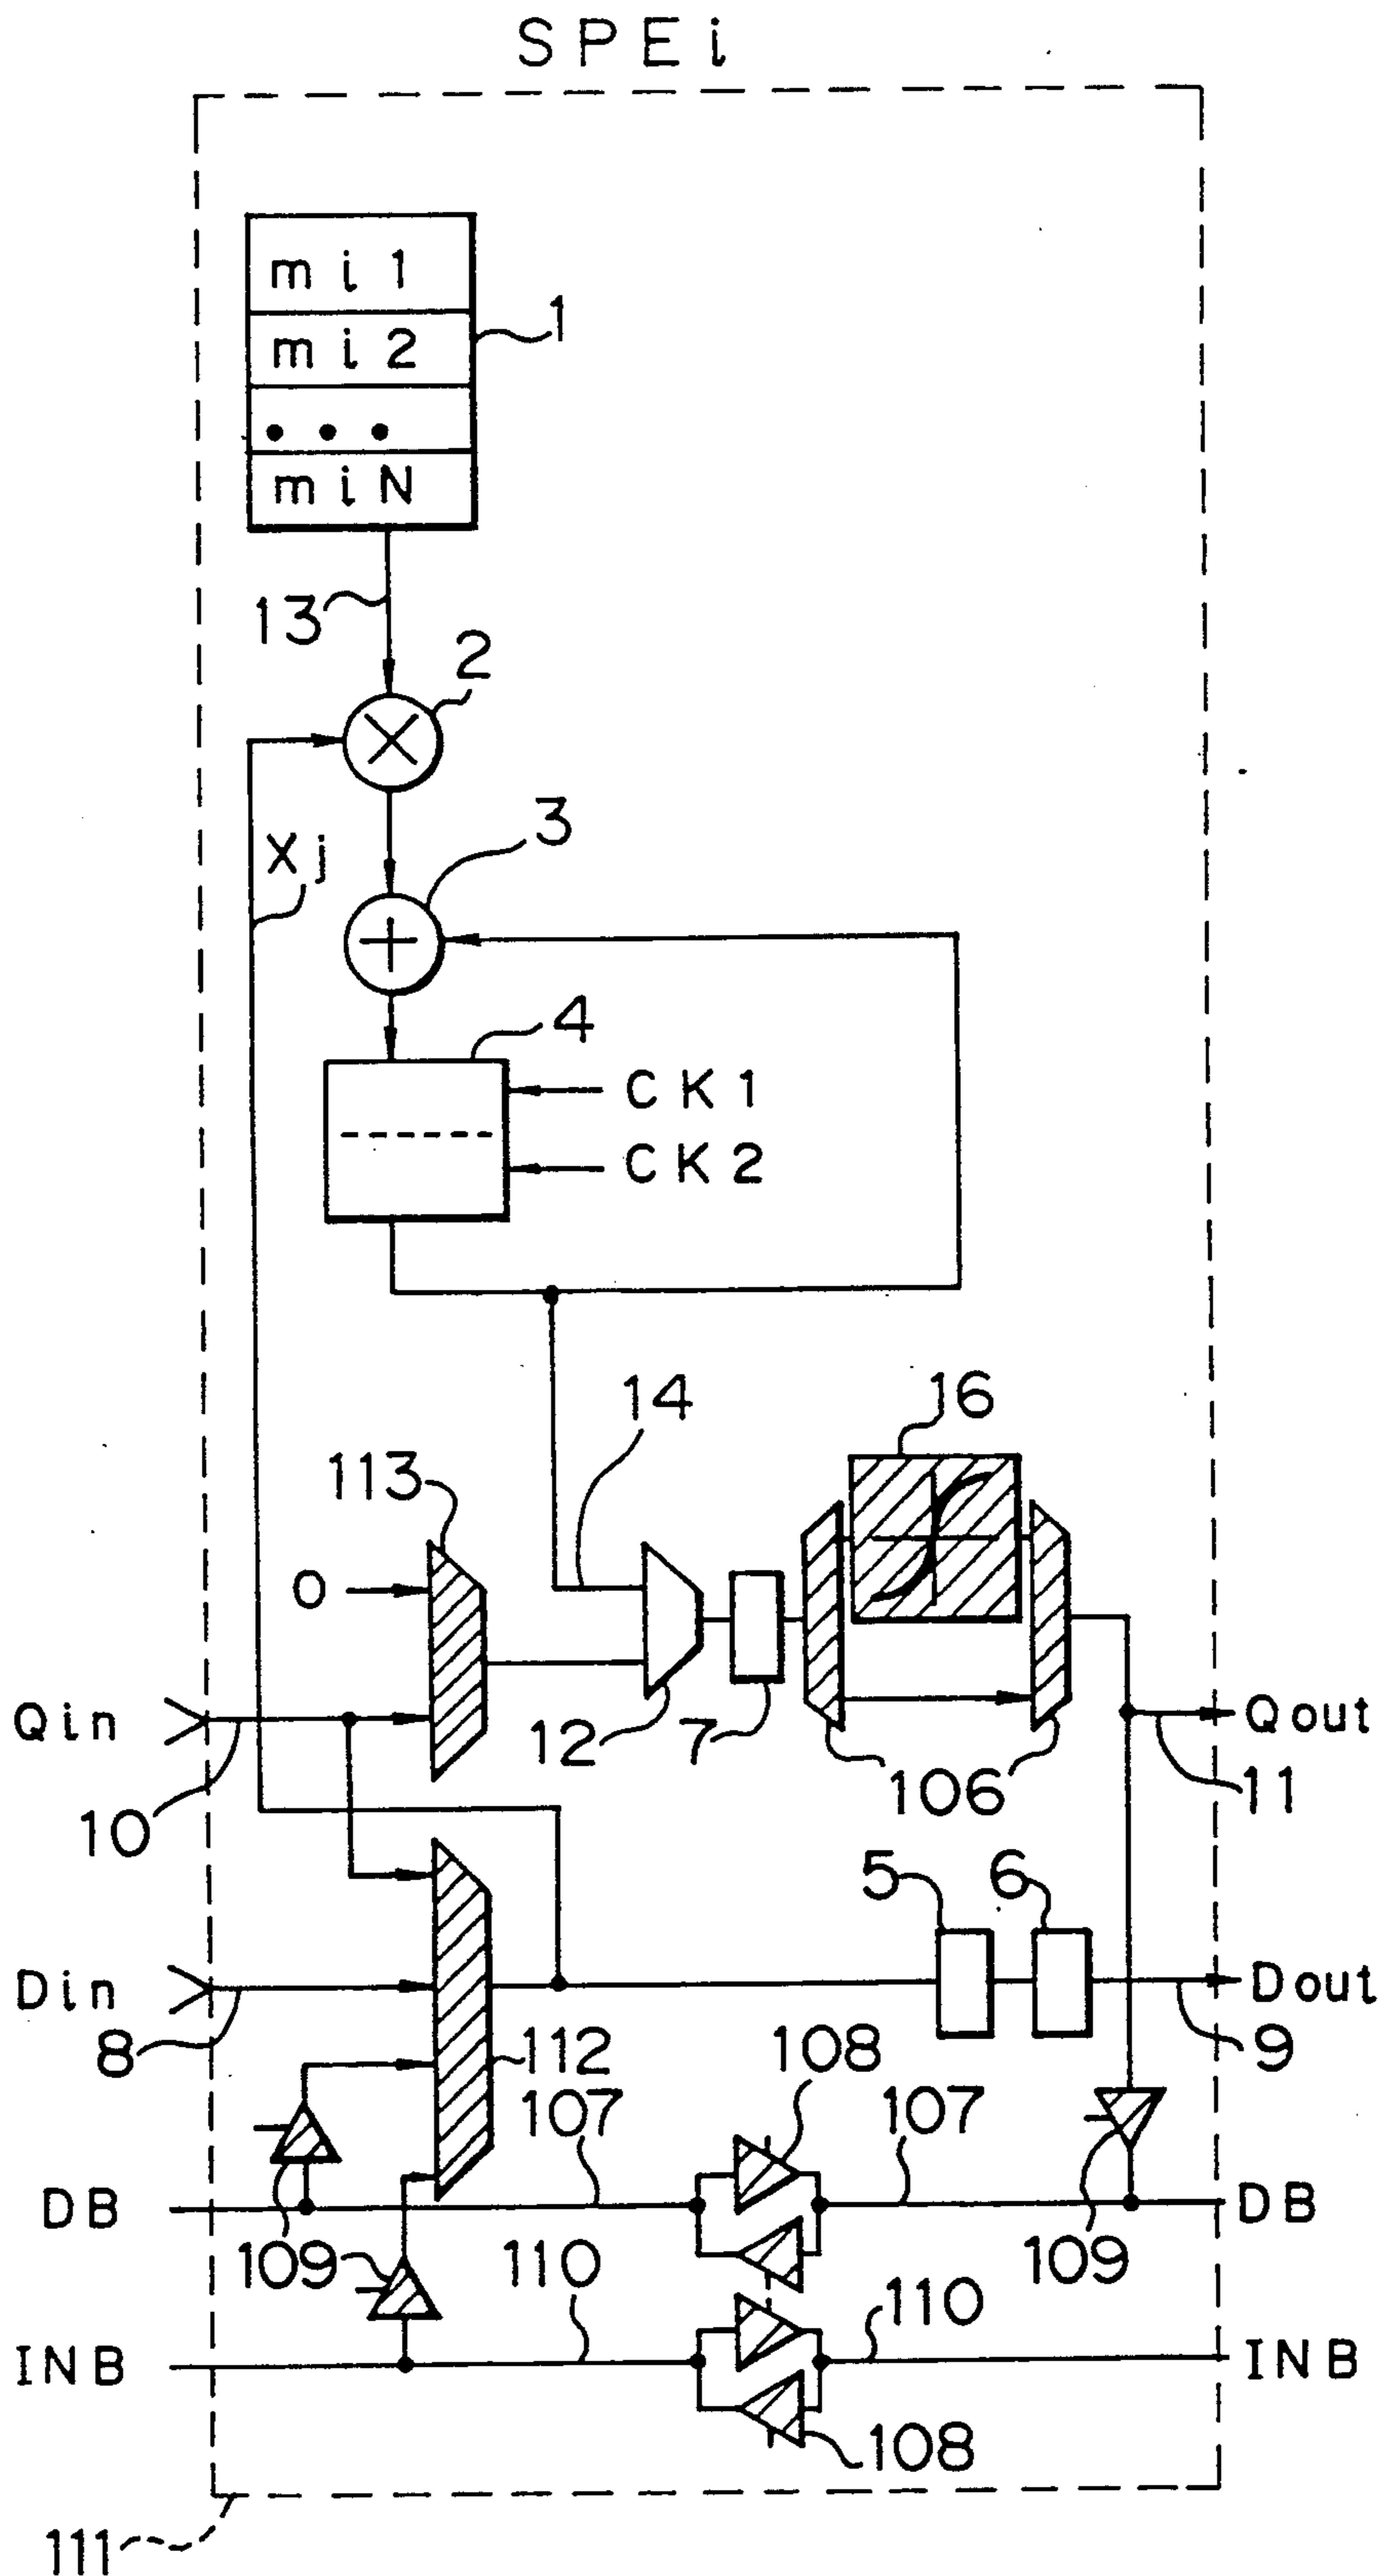 SPEi
mi1
1
mi2
• • •
miN
13
2
Xj
3
4
CK1
CK2
14
16
113
0
Qin
12
7
Qout
10
106
11
5
6
Din
Dout
8
112
108
9
107
107
DB
DB
109
110
109
110
INB
INB
108
111